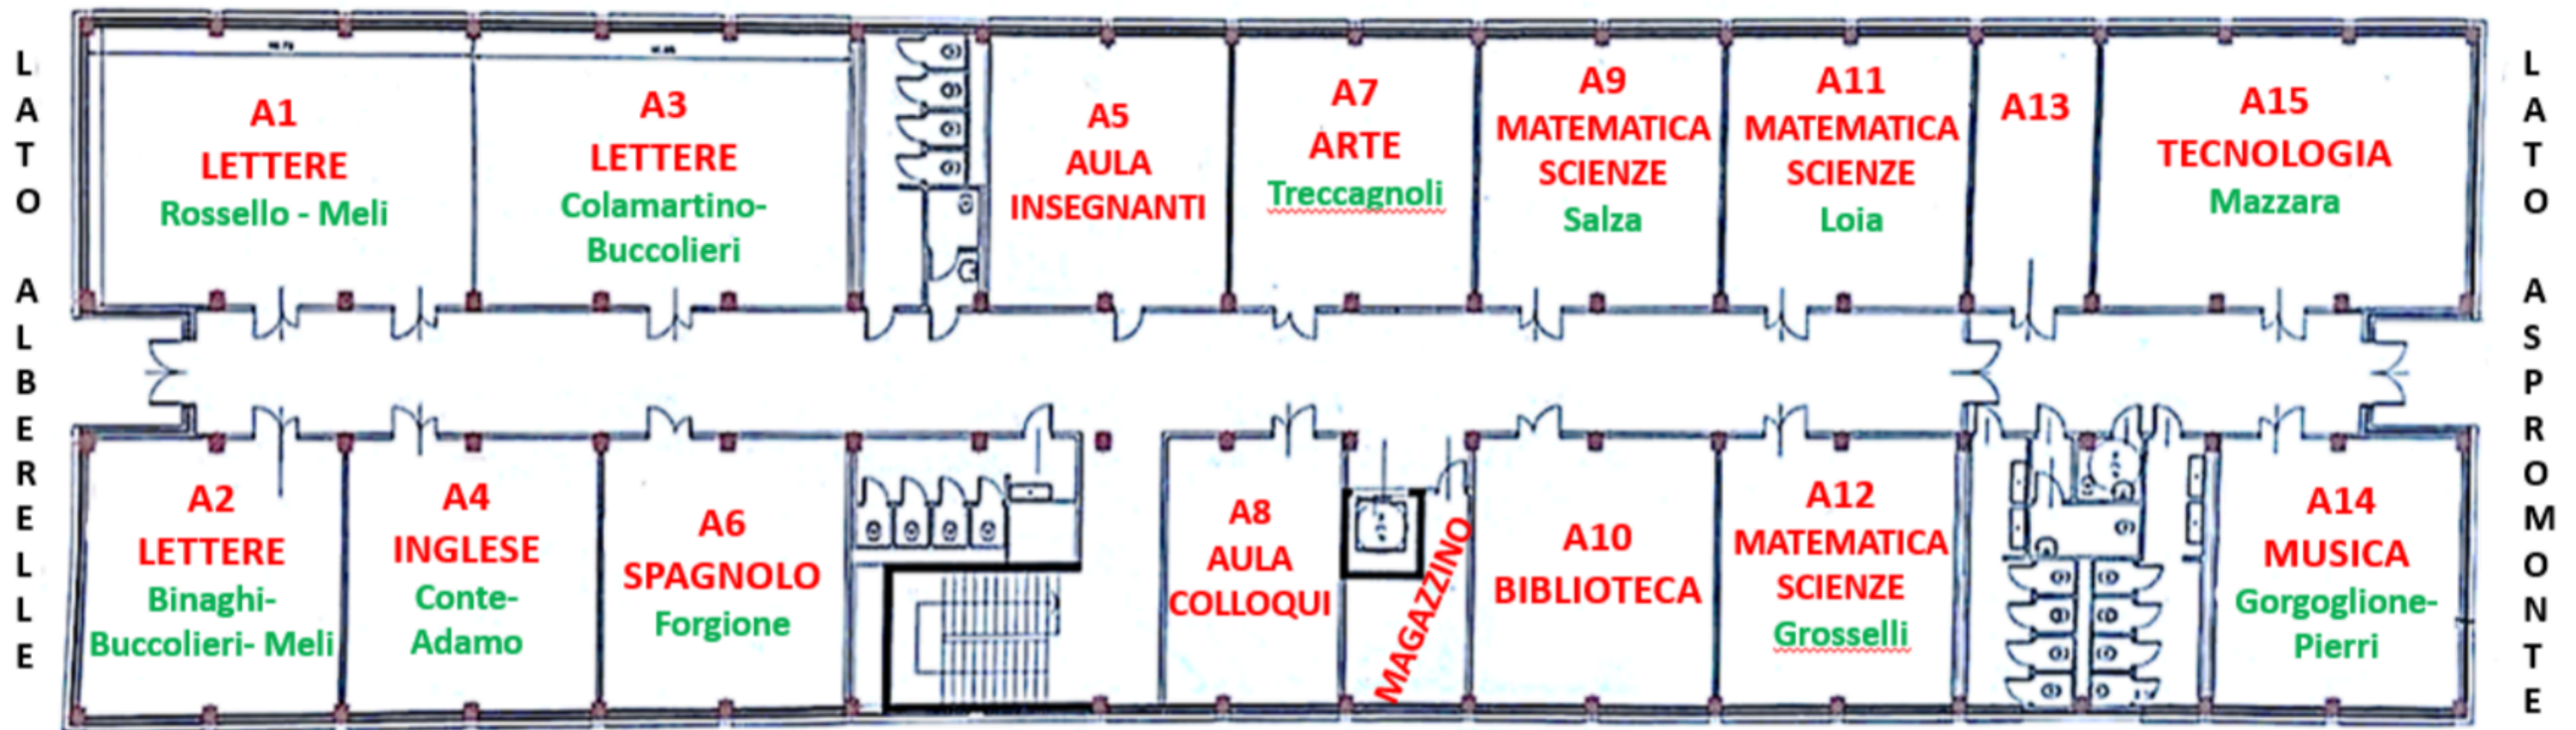 LATO ALBERELLE
A1
LETTERE
Rossello - Meli
A3
LETTERE
Colamartino-
Buccolieri
A5
AULA
INSEGNANTI
A7
ARTE
Treccagnoli
A9
MATEMATICA
SCIENZE
Salza
A11
MATEMATICA
SCIENZE
Loia
A13
A15
TECNOLOGIA
Mazzara
LATO ASPROMONTE
A2
LETTERE
Binaghi-
Buccolieri- Meli
A4
INGLESE
Conte-
Adamo
A6
SPAGNOLO
Forgione
A8
AULA
COLLOQUI
MAGAZZINO
A10
BIBLIOTECA
A12
MATEMATICA
SCIENZE
Grosselli
A14
MUSICA
Gorgoglione-
Pierri